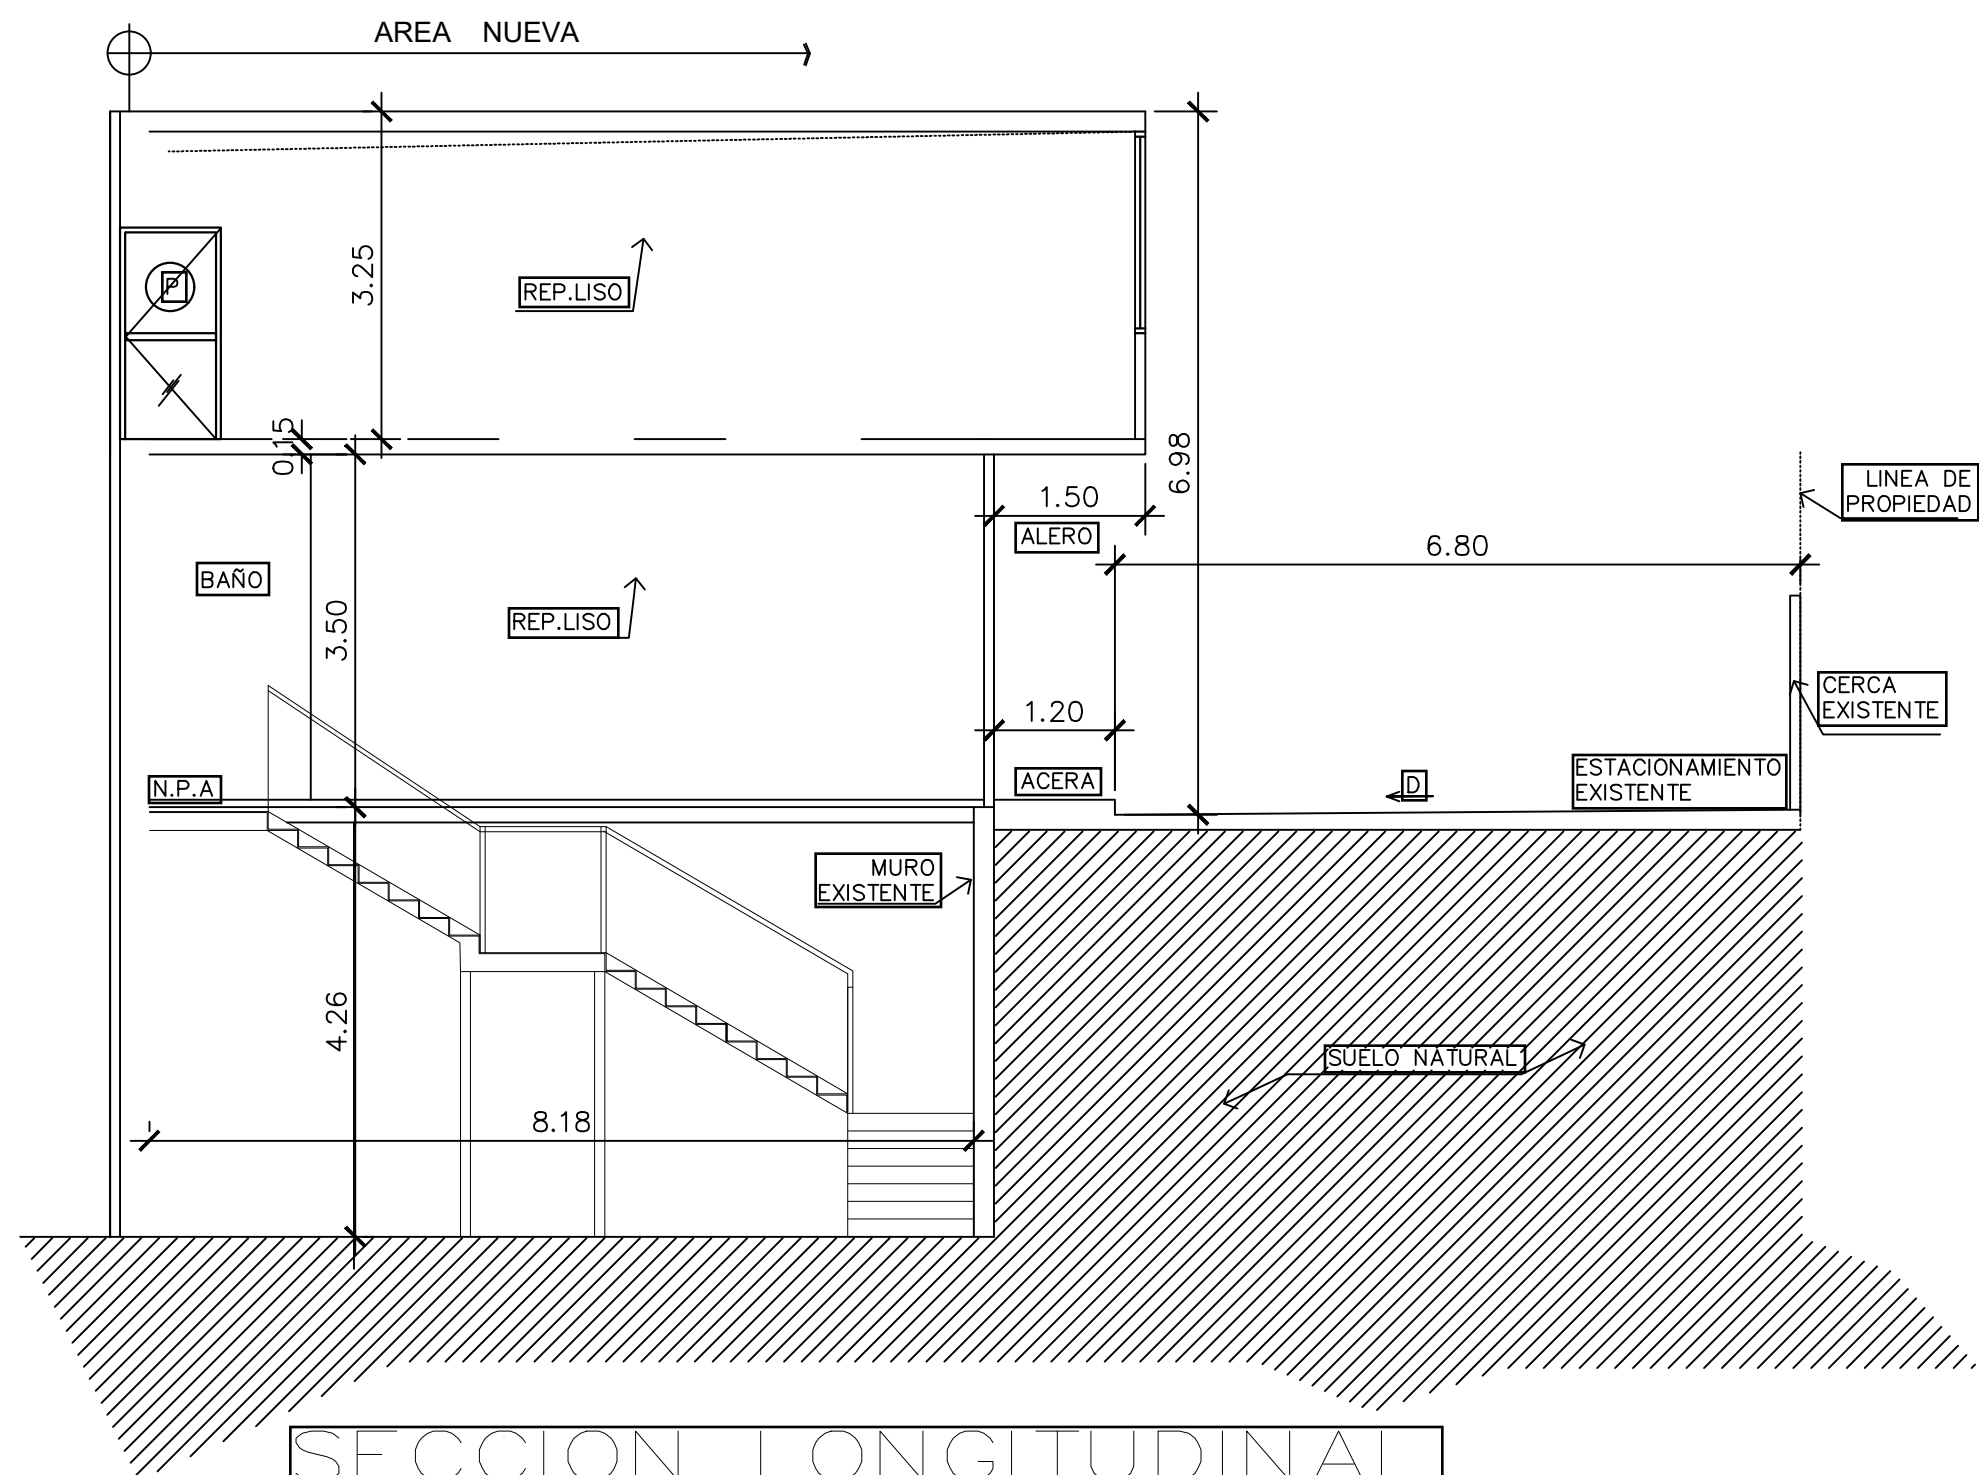 AREA NUEVA
3.25
REP.LISO
P
0.15
6.98
1.50
ALERO
LINEA DE
PROPIEDAD
6.80
BAÑO
3.50
REP.LISO
1.20
CERCA
EXISTENTE
N.P.A
ACERA
D
ESTACIONAMIENTO
EXISTENTE
MURO
EXISTENTE
4.26
SUELO NATURAL
8.18
SECCION LONGITUDINAL